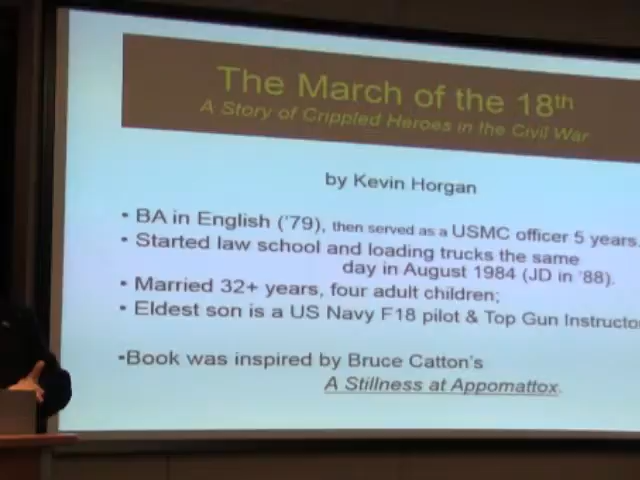 The March of the 18th
A Story of Crippled Heroes in the Civil War
by Kevin Horgan
• BA in English ('79), then served as a USMC officer 5 years.
• Started law school and loading trucks the same
day in August 1984 (JD in '88).
• Married 32+ years, four adult children;
• Eldest son is a US Navy F18 pilot & Top Gun Instructo
•Book was inspired by Bruce Catton's
A Stillness at Appomattox.